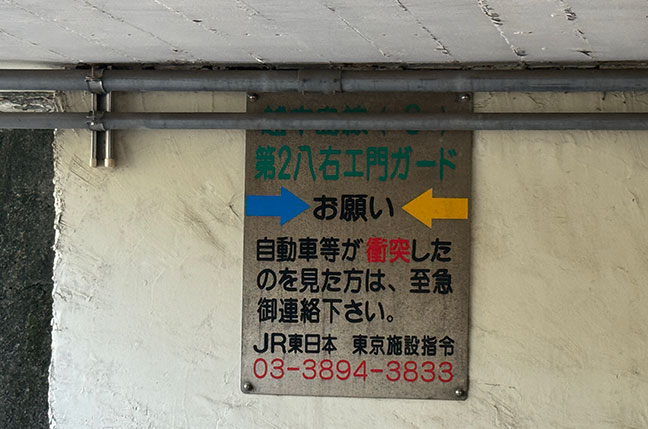 第2八右エ門ガード
お願い
自動車等が衝突した
のを見た方は、至急
御連絡下さい。
JR東日本 東京施設指令
03-3894-3833